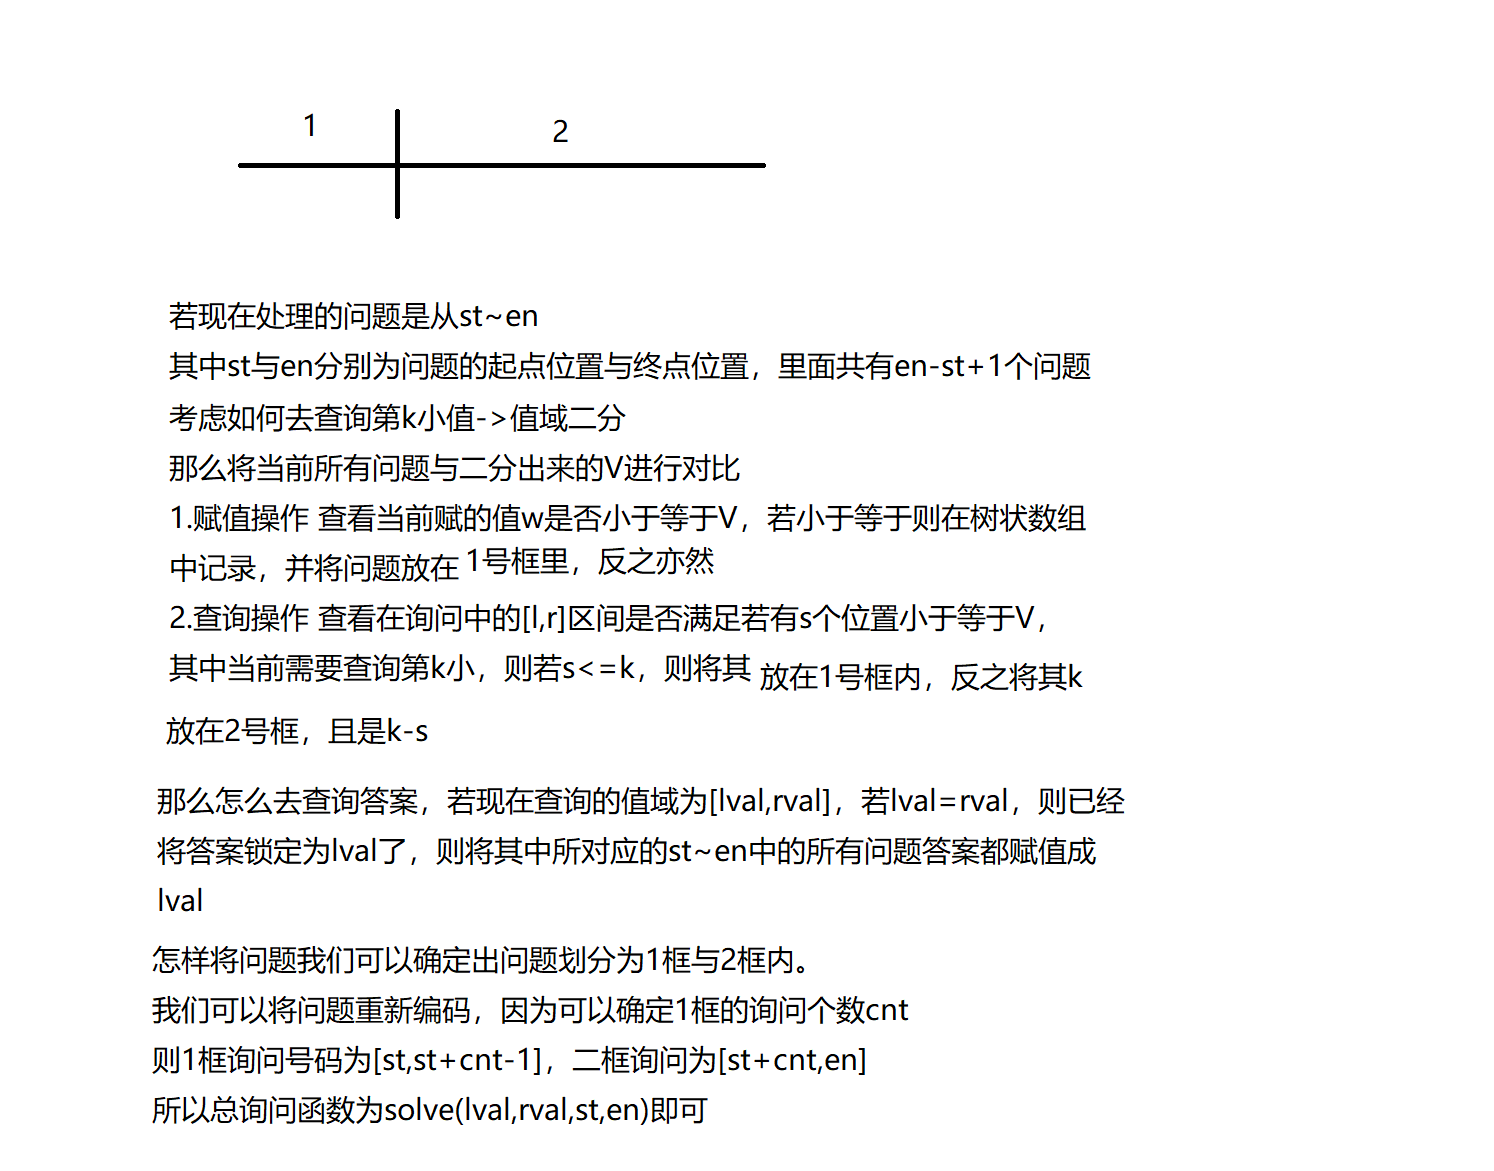 1
2
若现在处理的问题是从st~en
其中st与en分别为问题的起点位置与终点位置，里面共有en-st+1个问题
考虑如何去查询第k小值->值域二分
那么将当前所有问题与二分出来的V进行对比
1.赋值操作 查看当前赋的值w是否小于等于V，若小于等于则在树状数组
中记录，并将问题放在 1号框里，反之亦然
2.查询操作 查看在询问中的[l,r]区间是否满足若有s个位置小于等于V，
其中当前需要查询第k小，则若s<=k，则将其 放在1号框内，反之将其k
放在2号框，且是k-s
那么怎么去查询答案，若现在查询的值域为[lval,rval]，若lval=rval，则已经
将答案锁定为lval了，则将其中所对应的st~en中的所有问题答案都赋值成
lval
怎样将问题我们可以确定出问题划分为1框与2框内。
我们可以将问题重新编码，因为可以确定1框的询问个数cnt
则1框询问号码为[st,st+cnt-1]，二框询问为[st+cnt,en]
所以总询问函数为solve(lval,rval,st,en)即可